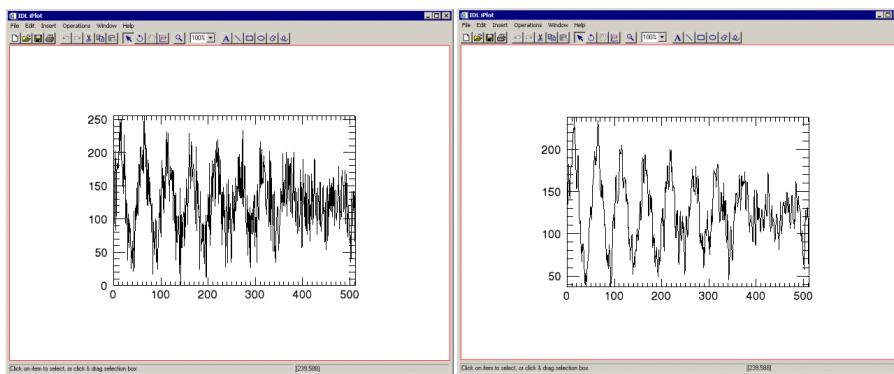 IDL iPlot
File Edit Insert Operations Window Help
100%
A
250
200
150
100
50
0
0 100 200 300 400 500
Click on item to select, or click & drag selection box [239,588]
IDL iPlot
File Edit Insert Operations Window Help
100%
A
200
150
100
50
0 100 200 300 400 500
Click on item to select, or click & drag selection box [239,588]